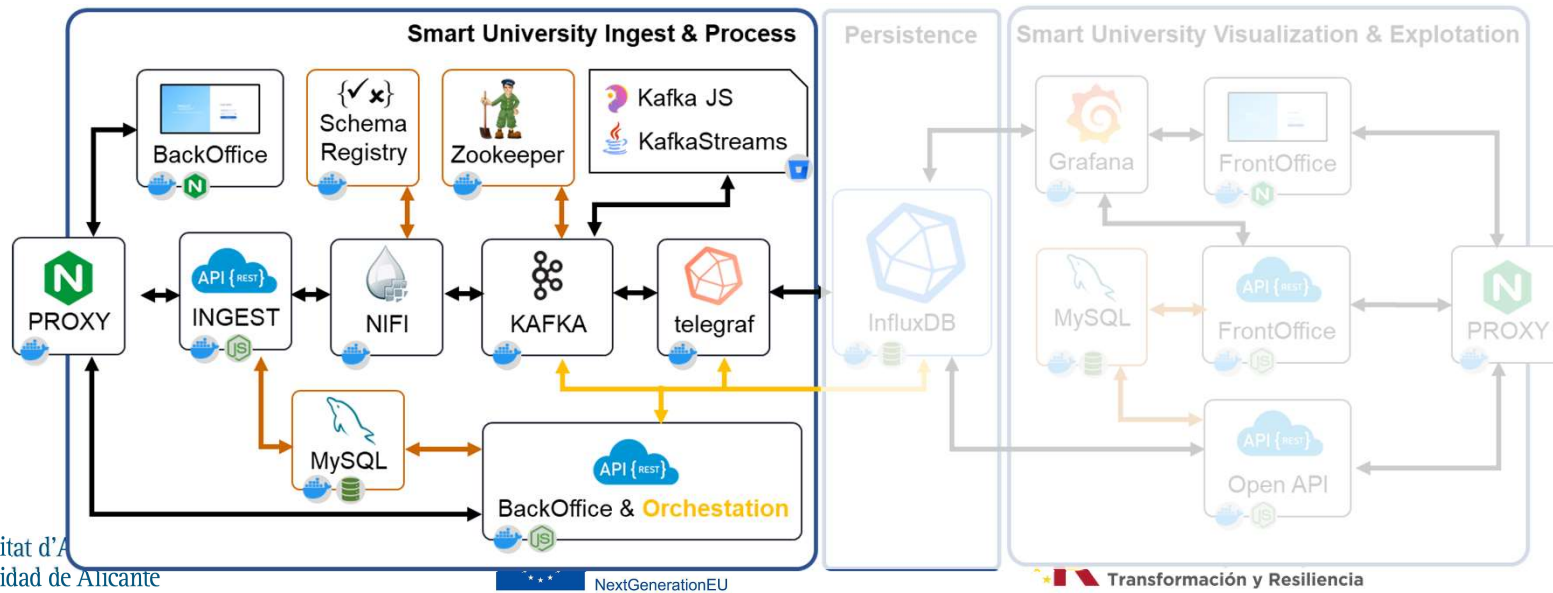 Smart University Ingest & Process
Persistence
Smart University Visualization & Explotation
BackOffice
{✓x}
Schema
Registry
Zookeeper
Kafka JS
KafkaStreams
Grafana
FrontOffice
PROXY
API {REST}
INGEST
NIFI
KAFKA
telegraf
InfluxDB
MySQL
API {REST}
FrontOffice
PROXY
MySQL
API {REST}
BackOffice & Orchestation
API {REST}
Open API
itat d'A
idad de Alicante
NextGenerationEU
Transformación y Resiliencia